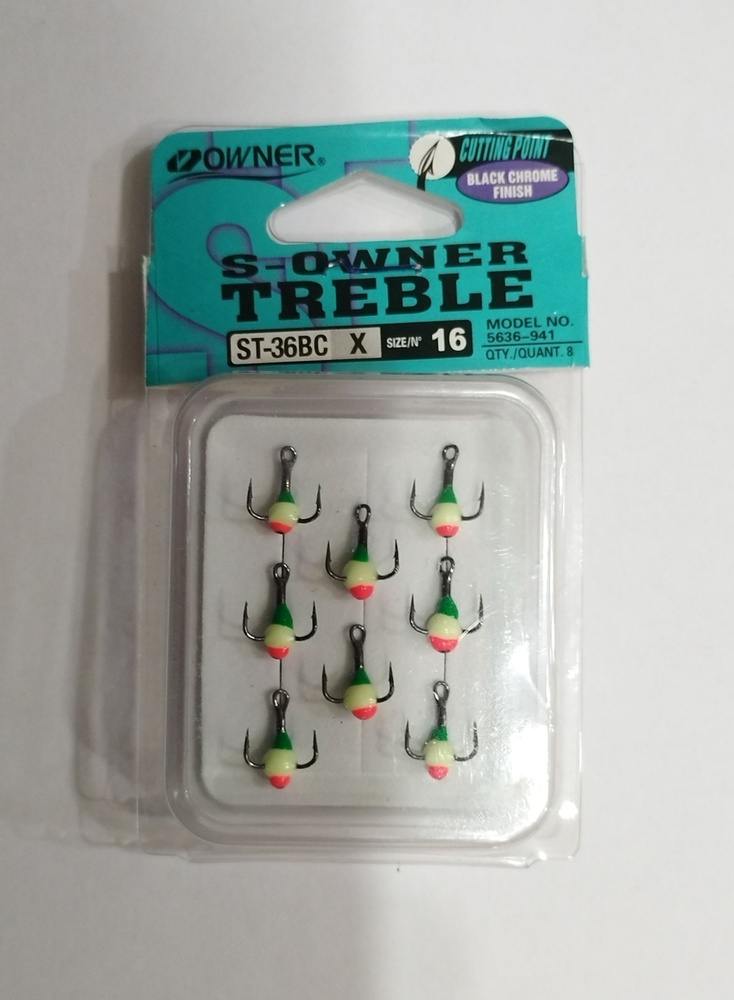 OWNER®
CUTTING POINT
BLACK CHROME
FINISH
S-OWNER
TREBLE
ST-36BC X SIZE/N° 16
MODEL NO.
5636-941
QTY./QUANT. 8